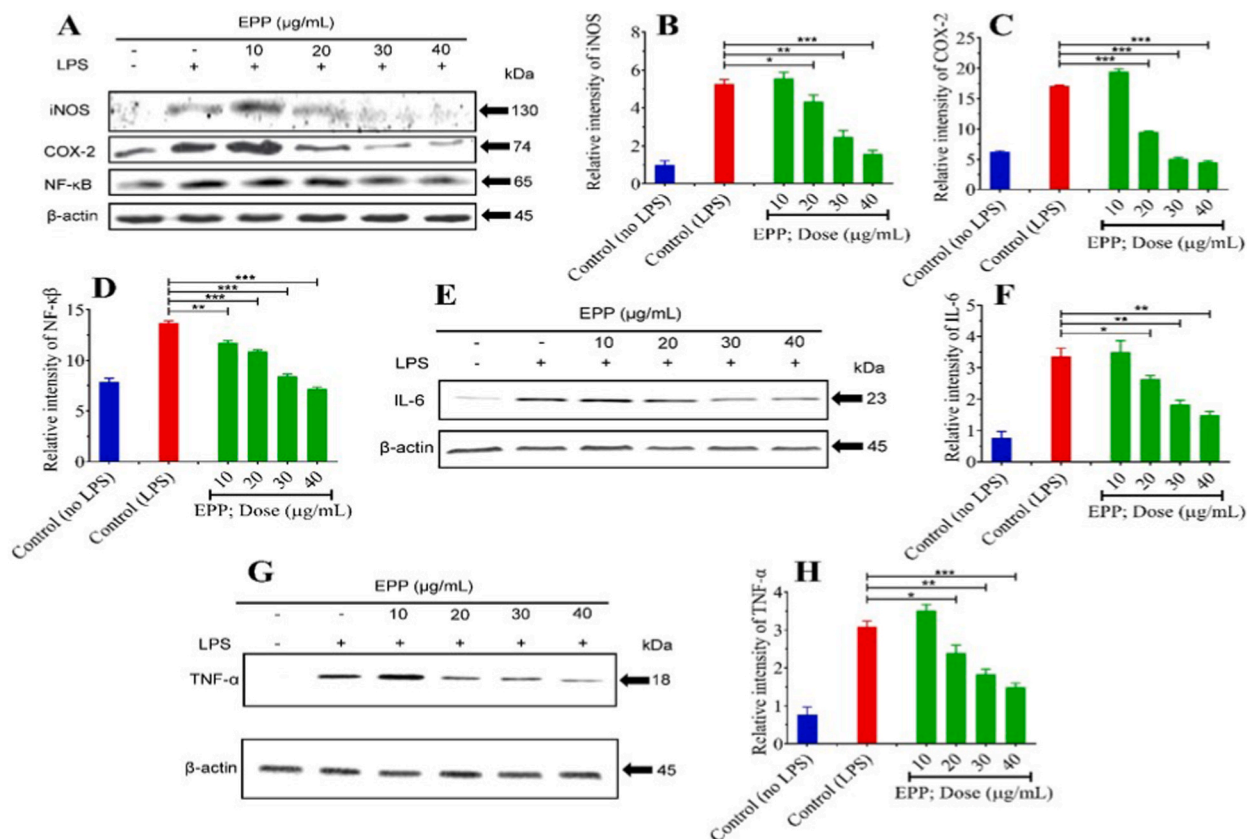 A
EPP (µg/mL)
- - 10 20 30 40
LPS - + + + + +
kDa
iNOS 130
COX-2 74
NF-κB 65
β-actin 45
B
Relative intensity of iNOS
6
4
2
0
*
**
***
Control (no LPS)
Control (LPS)
10 20 30 40
EPP; Dose (µg/mL)
C
Relative intensity of COX-2
25
20
15
10
5
0
***
***
***
Control (no LPS)
Control (LPS)
10 20 30 40
EPP; Dose (µg/mL)
D
Relative intensity of NF-κβ
15
10
5
0
***
***
***
**
Control (no LPS)
Control (LPS)
10 20 30 40
EPP; Dose (µg/mL)
E
EPP (µg/mL)
- - 10 20 30 40
LPS - + + + + +
kDa
IL-6 23
β-actin 45
F
Relative intensity of IL-6
5
4
3
2
1
0
**
**
*
Control (no LPS)
Control (LPS)
10 20 30 40
EPP; Dose (µg/mL)
G
EPP (µg/mL)
- - 10 20 30 40
LPS - + + + + +
kDa
TNF-α 18
β-actin 45
H
Relative intensity of TNF-α
4
3
2
1
0
***
**
*
Control (no LPS)
Control (LPS)
10 20 30 40
EPP; Dose (µg/mL)